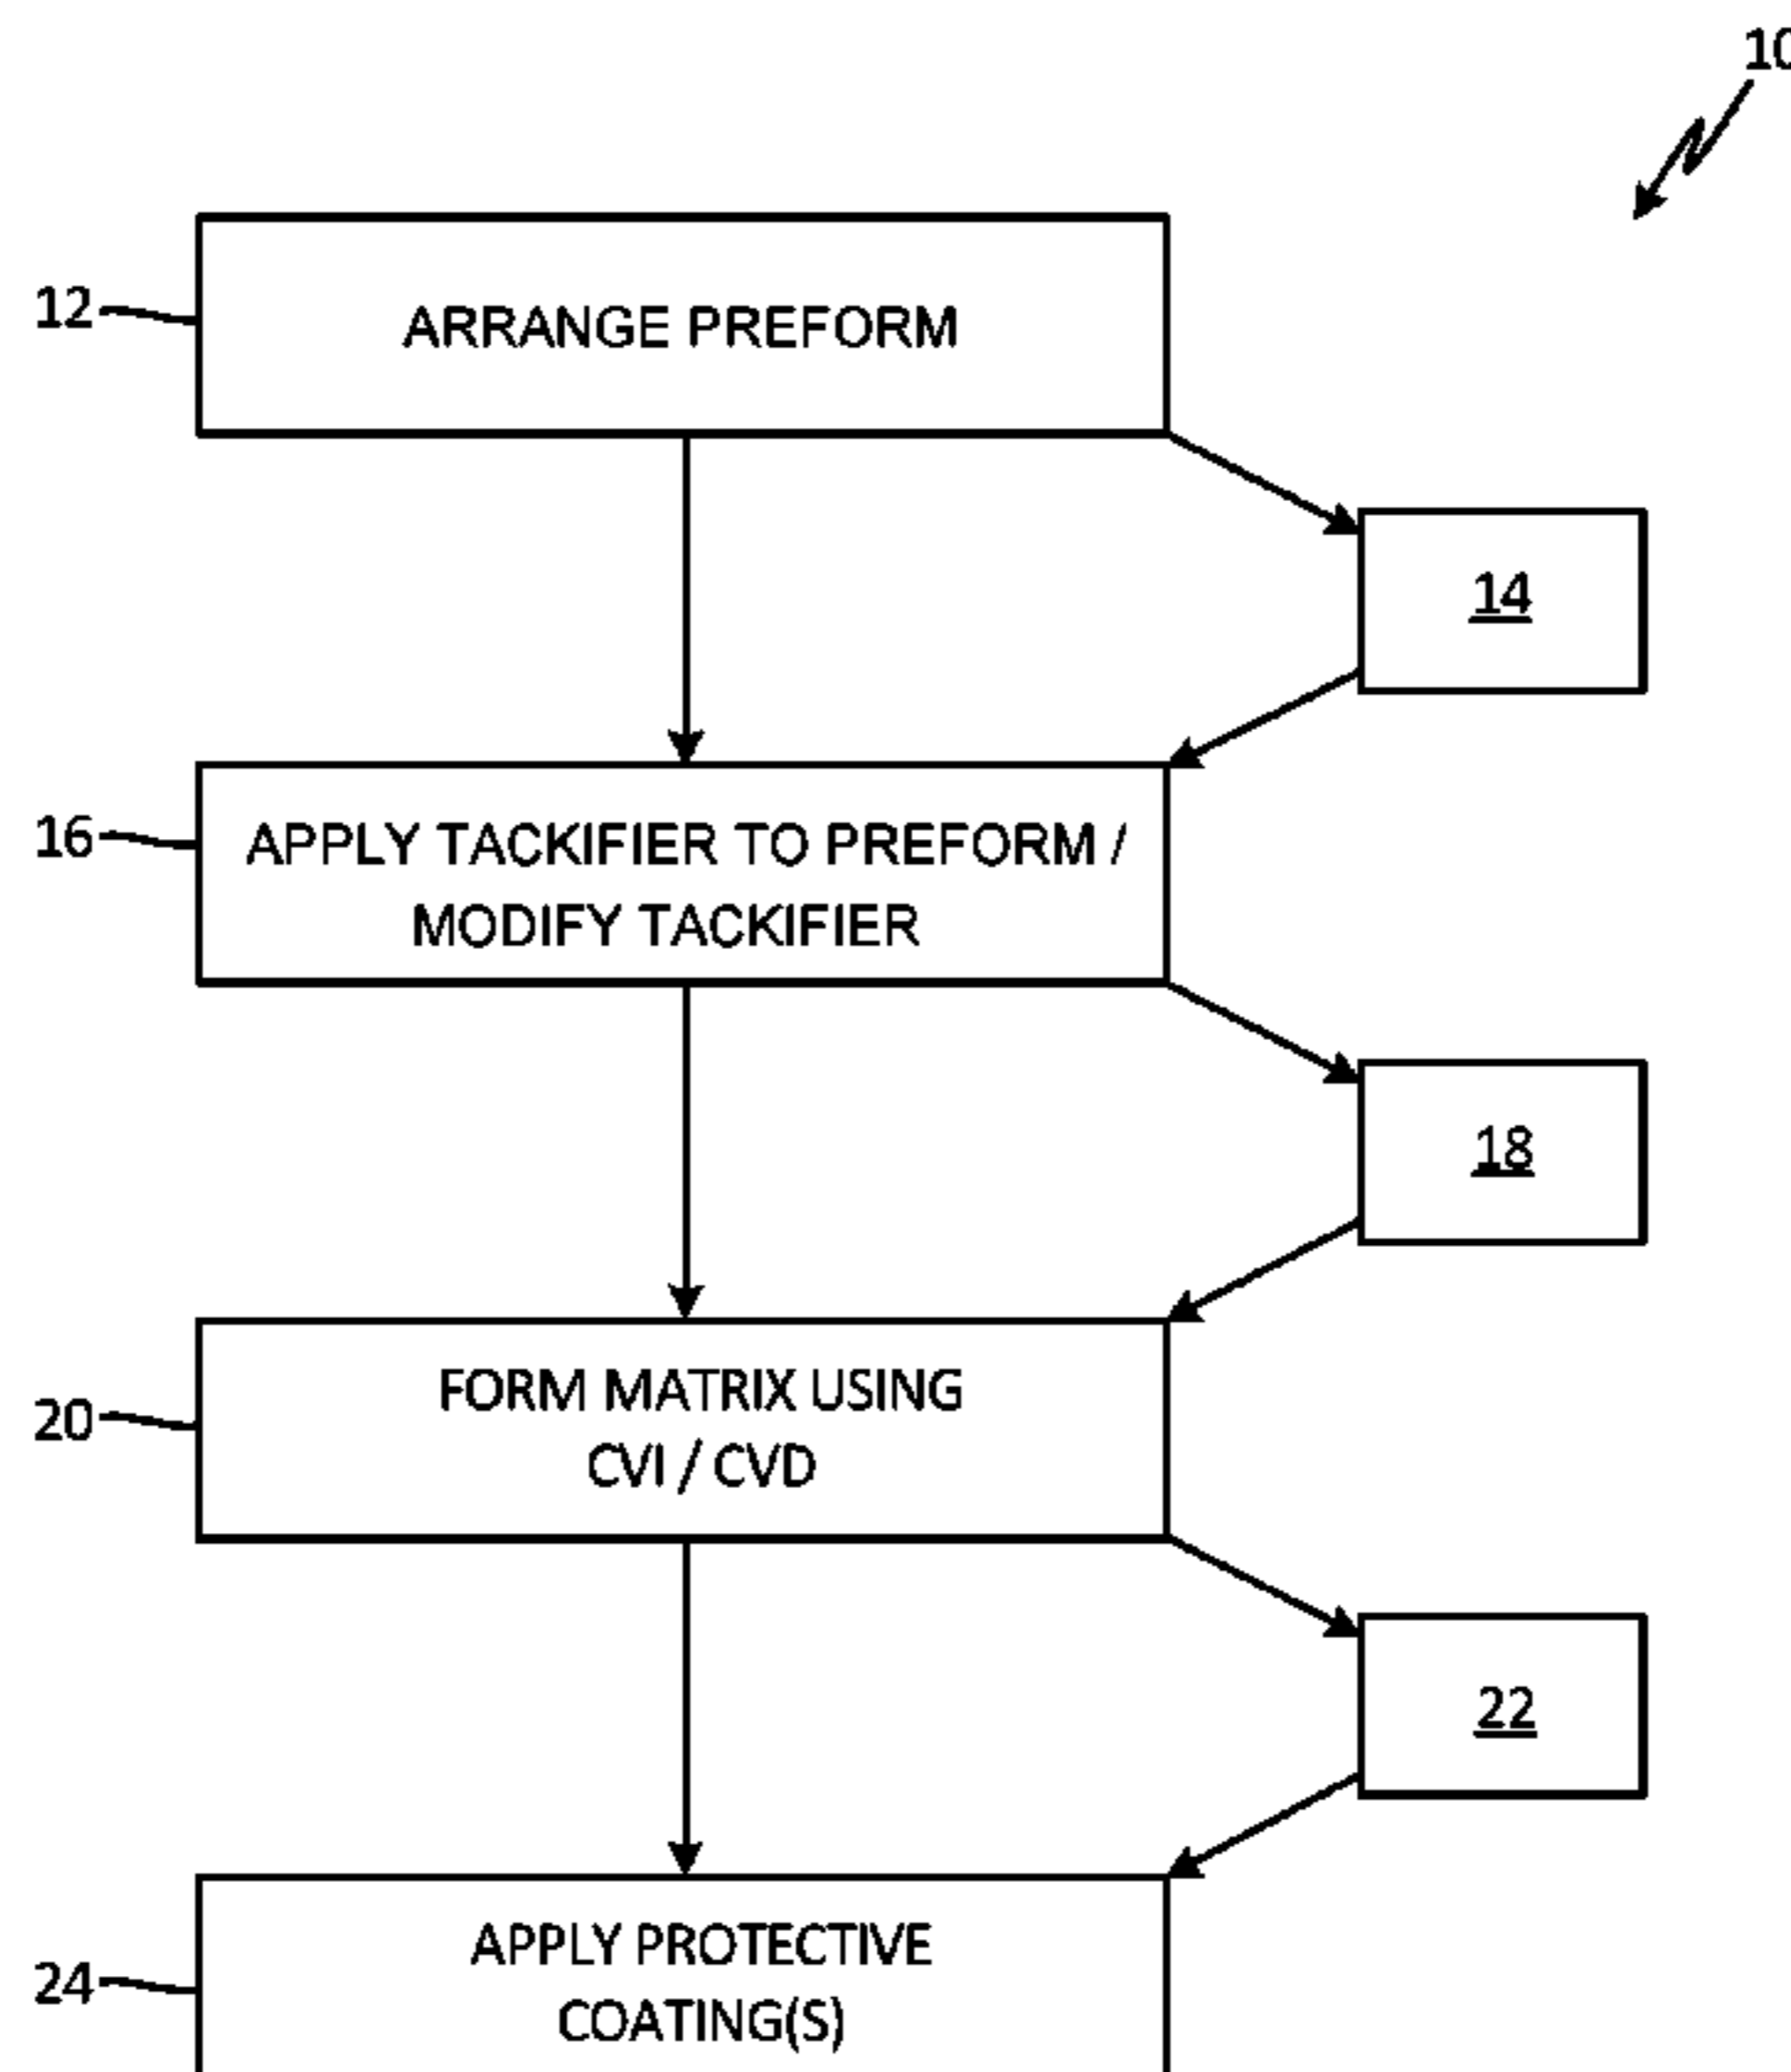 10
12
ARRANGE PREFORM
14
16
APPLY TACKIFIER TO PREFORM /
MODIFY TACKIFIER
18
20
FORM MATRIX USING
CVI / CVD
22
24
APPLY PROTECTIVE
COATING(S)